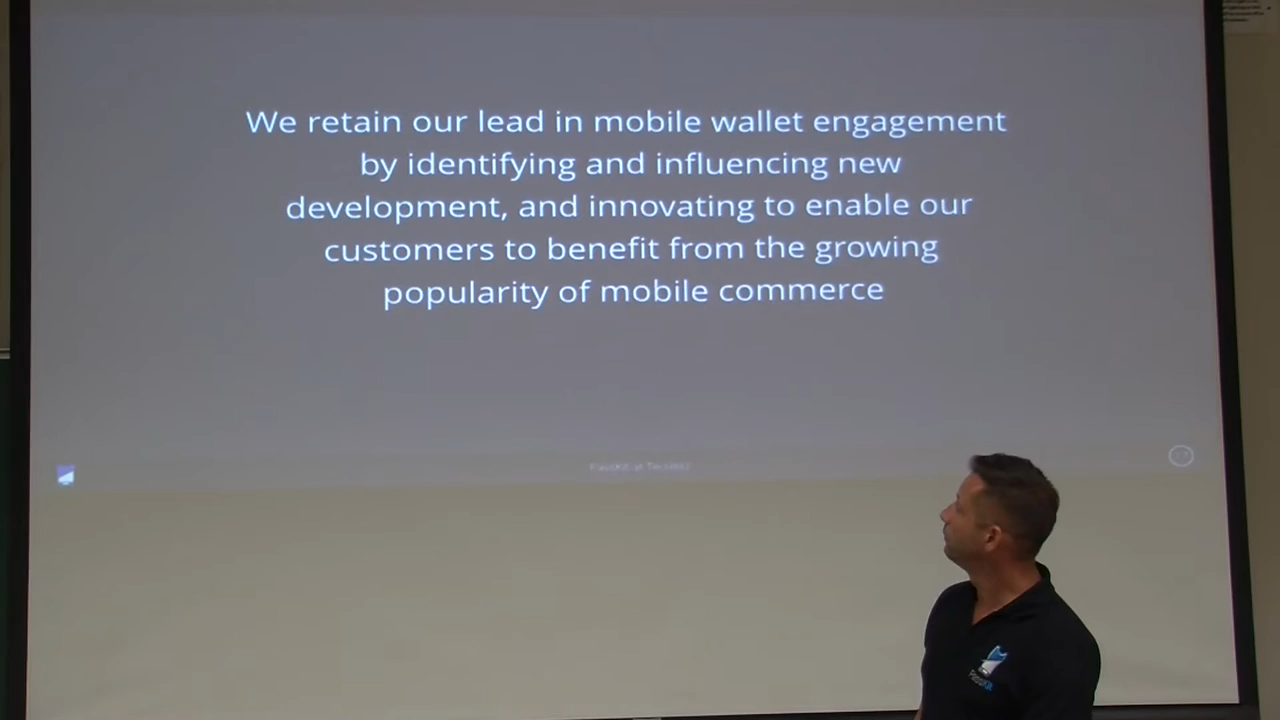 We retain our lead in mobile wallet engagement
by identifying and influencing new
development, and innovating to enable our
customers to benefit from the growing
popularity of mobile commerce
PassKit